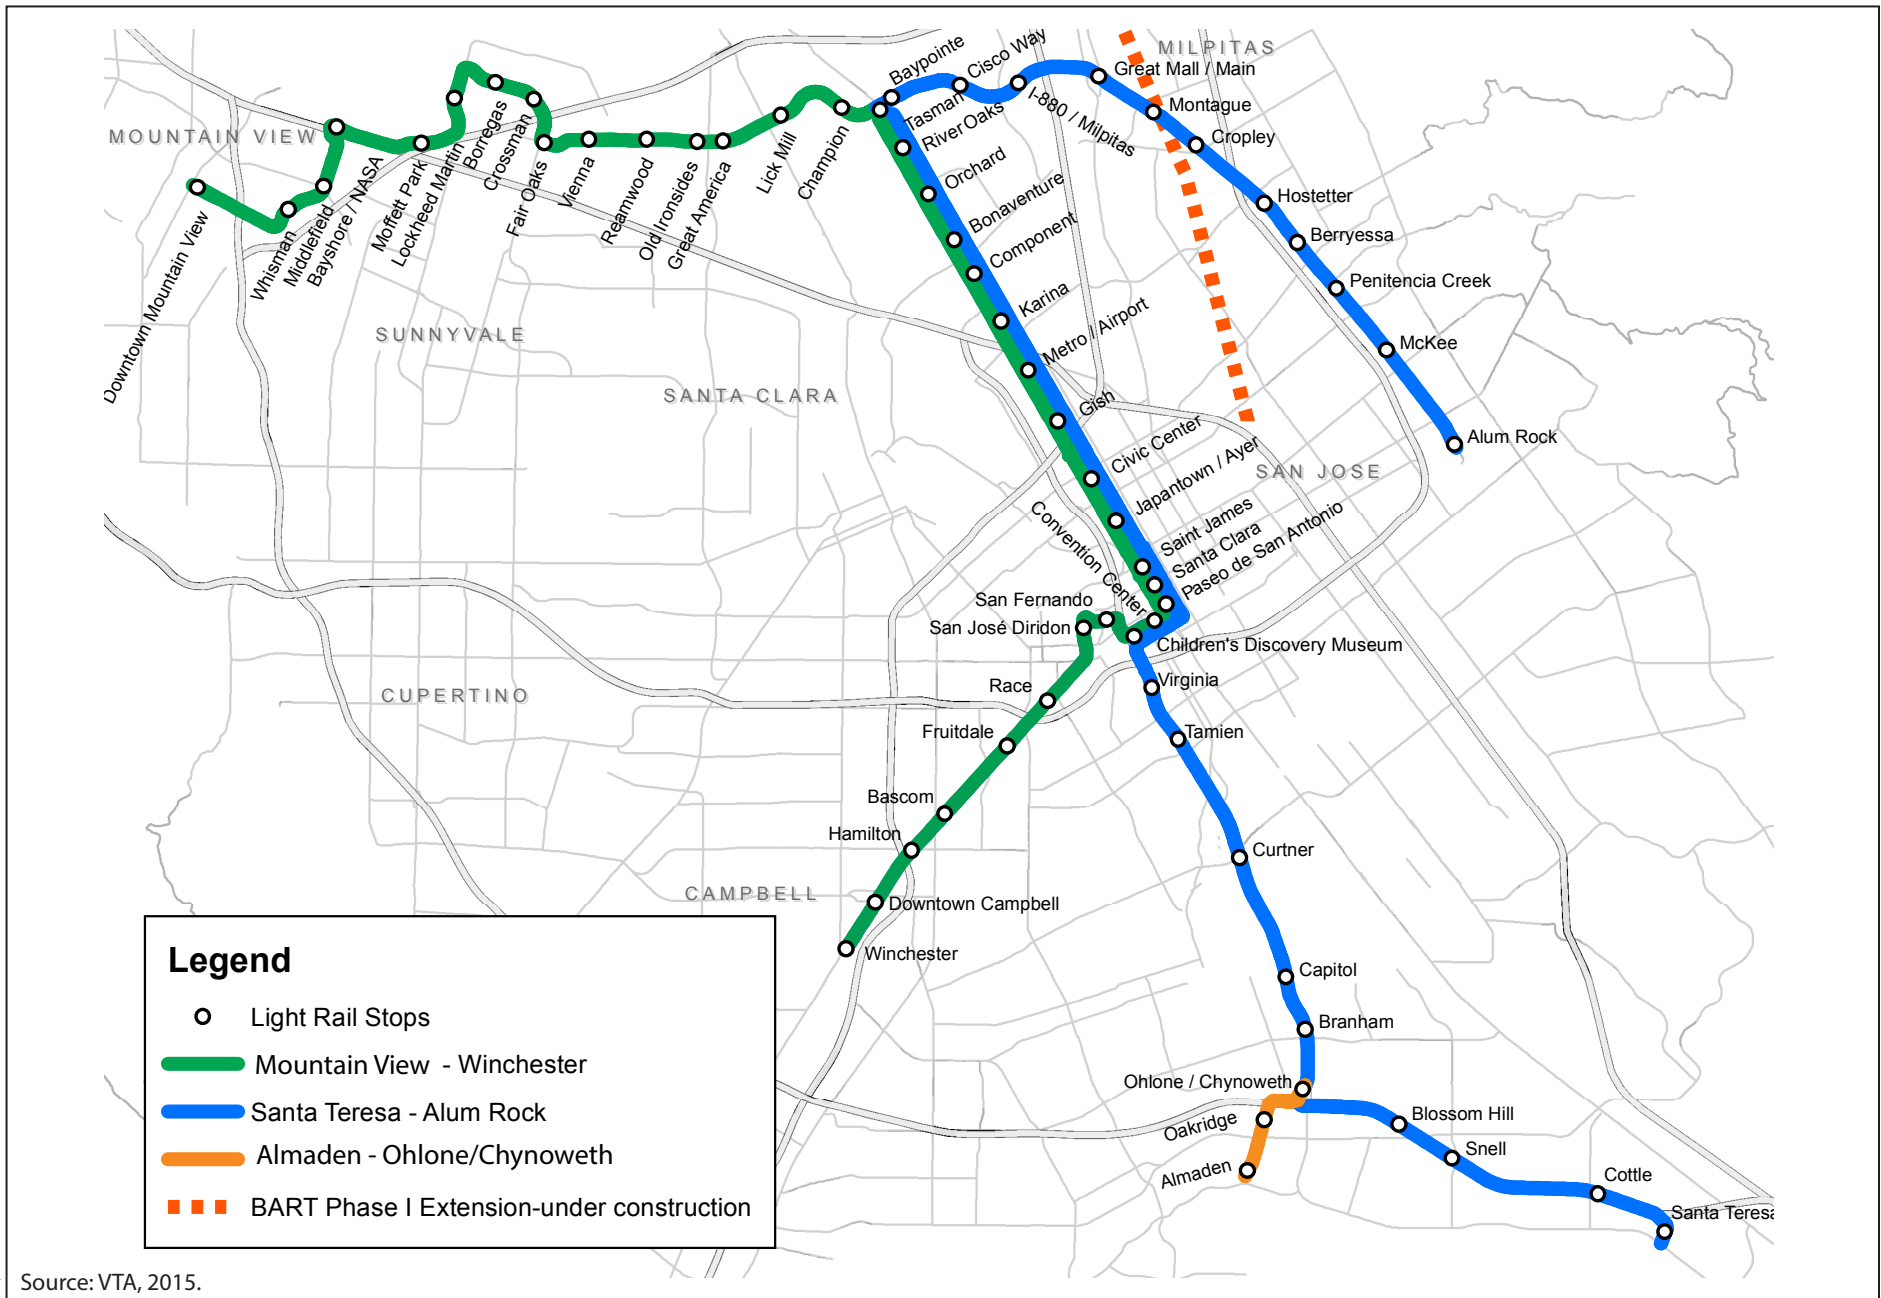 MILPITAS
MOUNTAIN VIEW
SUNNYVALE
SANTA CLARA
SAN JOSE
CUPERTINO
CAMPBELL
Downtown Mountain View
Whisman
Middlefield
Bayshore / NASA
Moffett Park
Lockheed Martin
Borregas
Crossman
Fair Oaks
Vienna
Reamwood
Old Ironsides
Great America
Lick Mill
Champion
Baypointe
Cisco Way
Tasman
River Oaks
I-880 / Milpitas
Great Mall / Main
Montague
Cropley
Hostetter
Berryessa
Penitencia Creek
McKee
Alum Rock
Orchard
Bonaventure
Component
Karina
Metro / Airport
Gish
Civic Center
Japantown / Ayer
Saint James
Santa Clara
Paseo de San Antonio
Convention Center
San Fernando
San José Diridon
Children's Discovery Museum
Race
Fruitdale
Bascom
Hamilton
Downtown Campbell
Winchester
Virginia
Tamien
Curtner
Capitol
Branham
Ohlone / Chynoweth
Oakridge
Almaden
Blossom Hill
Snell
Cottle
Santa Teresa
Legend
Light Rail Stops
Mountain View - Winchester
Santa Teresa - Alum Rock
Almaden - Ohlone/Chynoweth
BART Phase I Extension-under construction
Source: VTA, 2015.